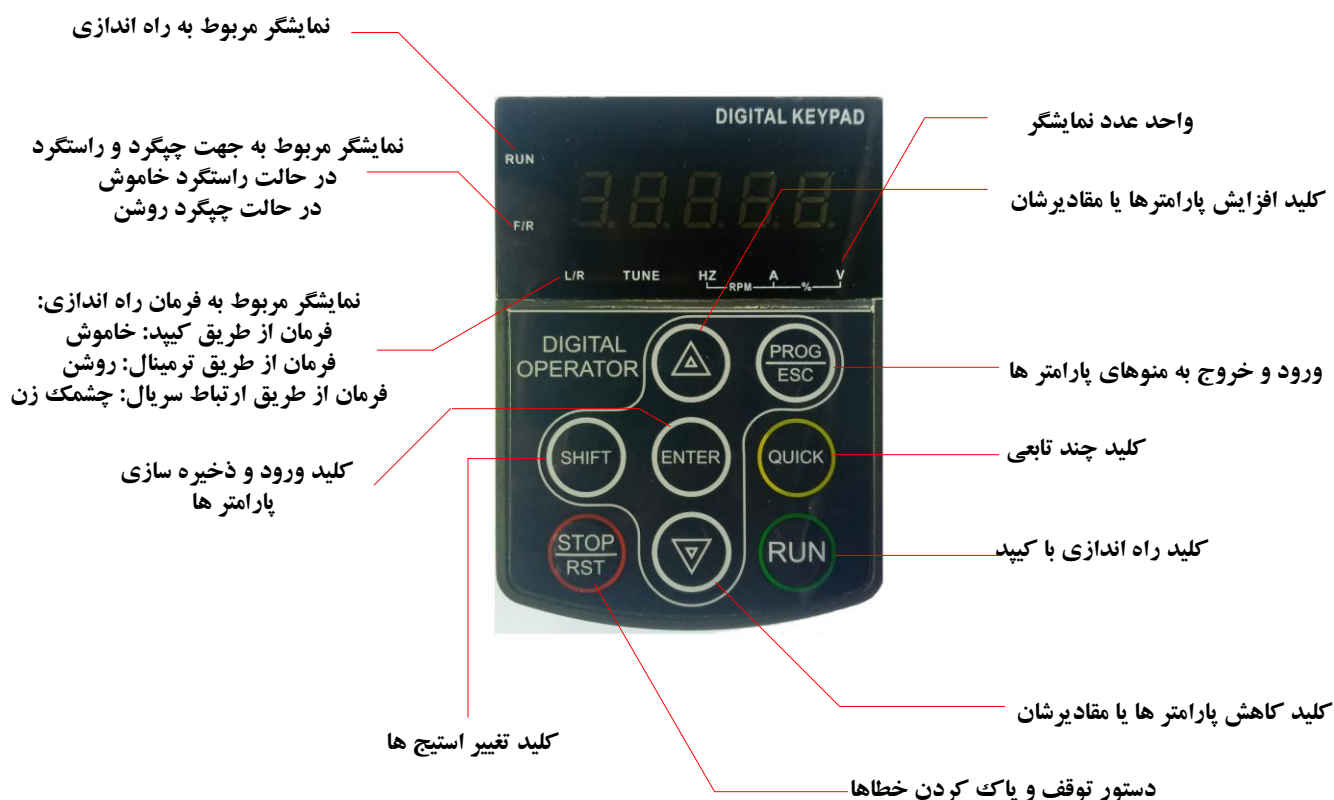 نمایشگر مربوط به راه اندازی
نمایشگر مربوط به جهت چپگرد و راستگرد
در حالت راستگرد خاموش
در حالت چپگرد روشن
نمایشگر مربوط به فرمان راه اندازی:
فرمان از طریق کیپد: خاموش
فرمان از طریق ترمینال: روشن
فرمان از طریق ارتباط سریال: چشمک زن
کلید ورود و ذخیره سازی
پارامتر ها
کلید تغییر استیج ها
DIGITAL KEYPAD
RUN
38888
F/R
L/R TUNE HZ A V
RPM %
DIGITAL
OPERATOR
PROG
ESC
SHIFT ENTER QUICK
STOP
RST
RUN
واحد عدد نمایشگر
کلید افزایش پارامترها یا مقادیرشان
ورود و خروج به منوهای پارامتر ها
کلید چند تابعی
کلید راه اندازی با کیپد
کلید کاهش پارامتر ها یا مقادیرشان
دستور توقف و پاک کردن خطاها